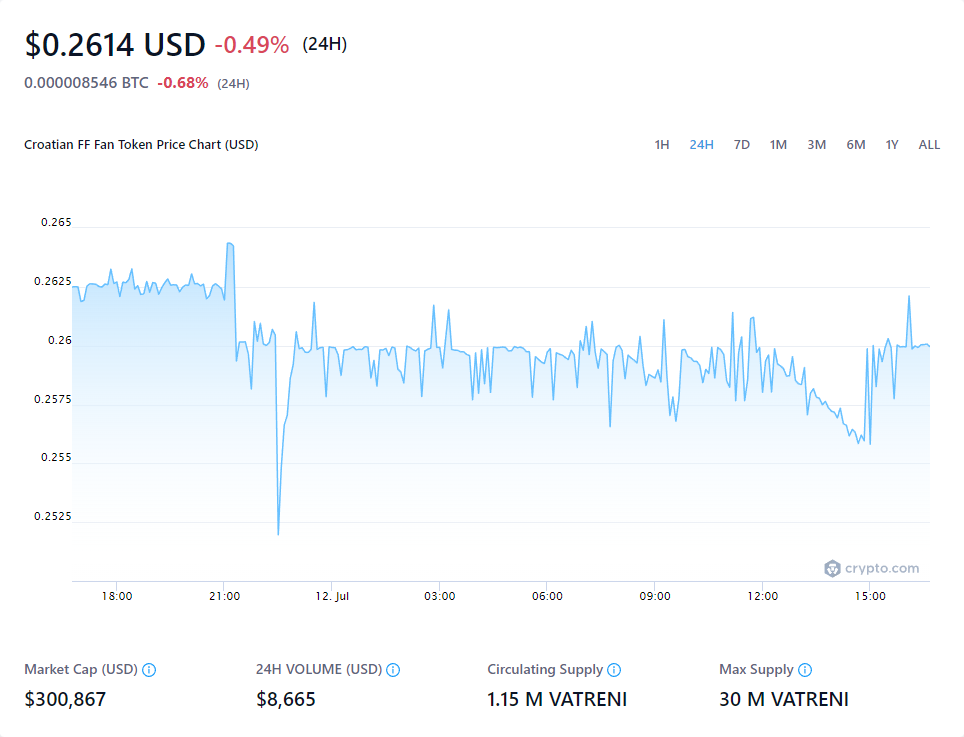 $0.2614 USD -0.49% (24H)
0.000008546 BTC -0.68% (24H)
Croatian FF Fan Token Price Chart (USD) 1H 24H 7D 1M 3M 6M 1Y ALL
0.265
0.2625
0.26
0.2575
0.255
0.2525
crypto.com
18:00 21:00 12. Jul 03:00 06:00 09:00 12:00 15:00
Market Cap (USD) 24H VOLUME (USD) Circulating Supply Max Supply
$300,867 $8,665 1.15 M VATRENI 30 M VATRENI